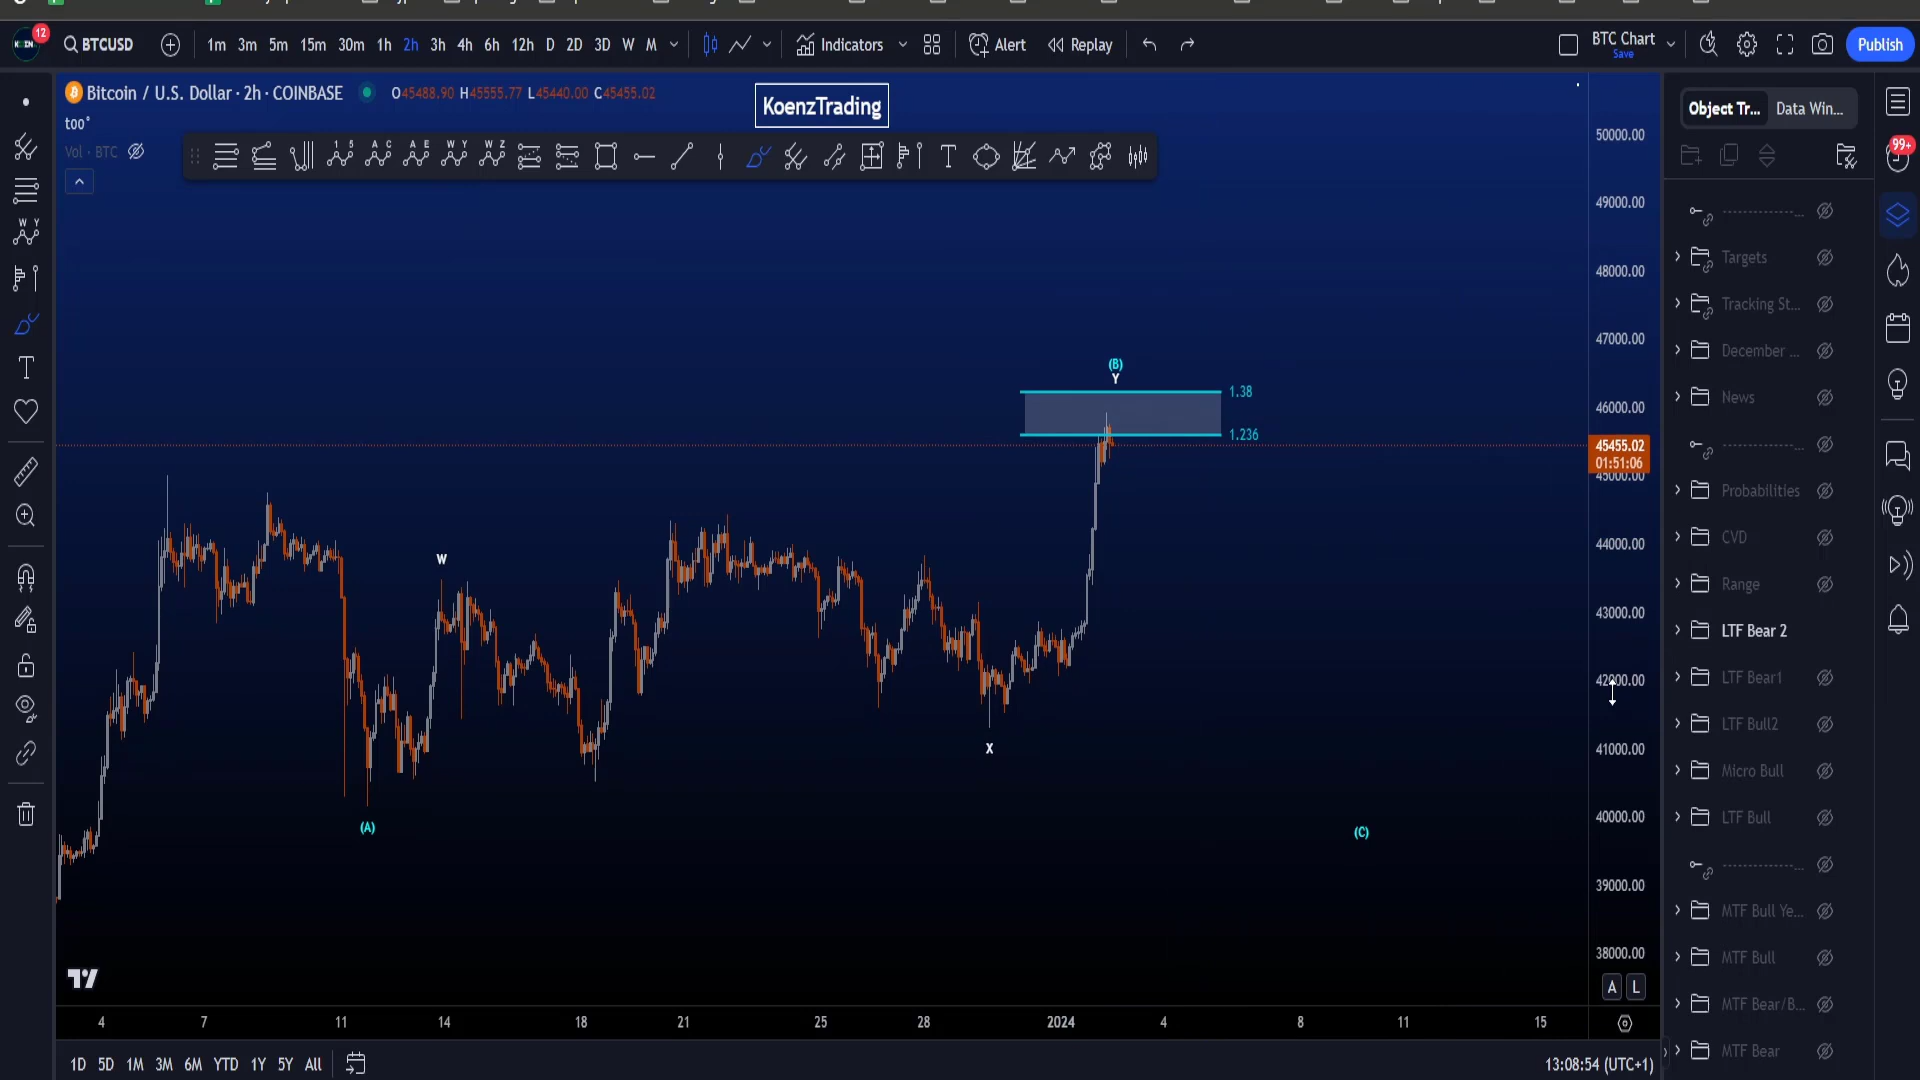 12
BTCUSD
1m 3m 5m 15m 30m 1h 2h 3h 4h 6h 12h D 2D 3D W M
Indicators
Alert
Replay
BTC Chart
Save
Publish
Bitcoin / U.S. Dollar · 2h · COINBASE
O45488.90 H45555.77 L45440.00 C45455.02
too°
Vol · BTC
KoenzTrading
1 5
A C
A E
W Y
W Z
W Y
T
Object Tr...
Data Win...
99+
---------------...
Targets
Tracking St...
December ...
News
---------------...
Probabilities
CVD
Range
LTF Bear 2
LTF Bear1
LTF Bull2
Micro Bull
LTF Bull
---------------...
MTF Bull Ye...
MTF Bull
MTF Bear/B...
MTF Bear
50000.00
49000.00
48000.00
47000.00
46000.00
45455.02
01:51:06
45000.00
44000.00
43000.00
42000.00
41000.00
40000.00
39000.00
38000.00
(B)
Y
1.38
1.236
W
X
(A)
(C)
A L
4 7 11 14 18 21 25 28 2024 4 8 11 15
1D 5D 1M 3M 6M YTD 1Y 5Y All
13:08:54 (UTC+1)